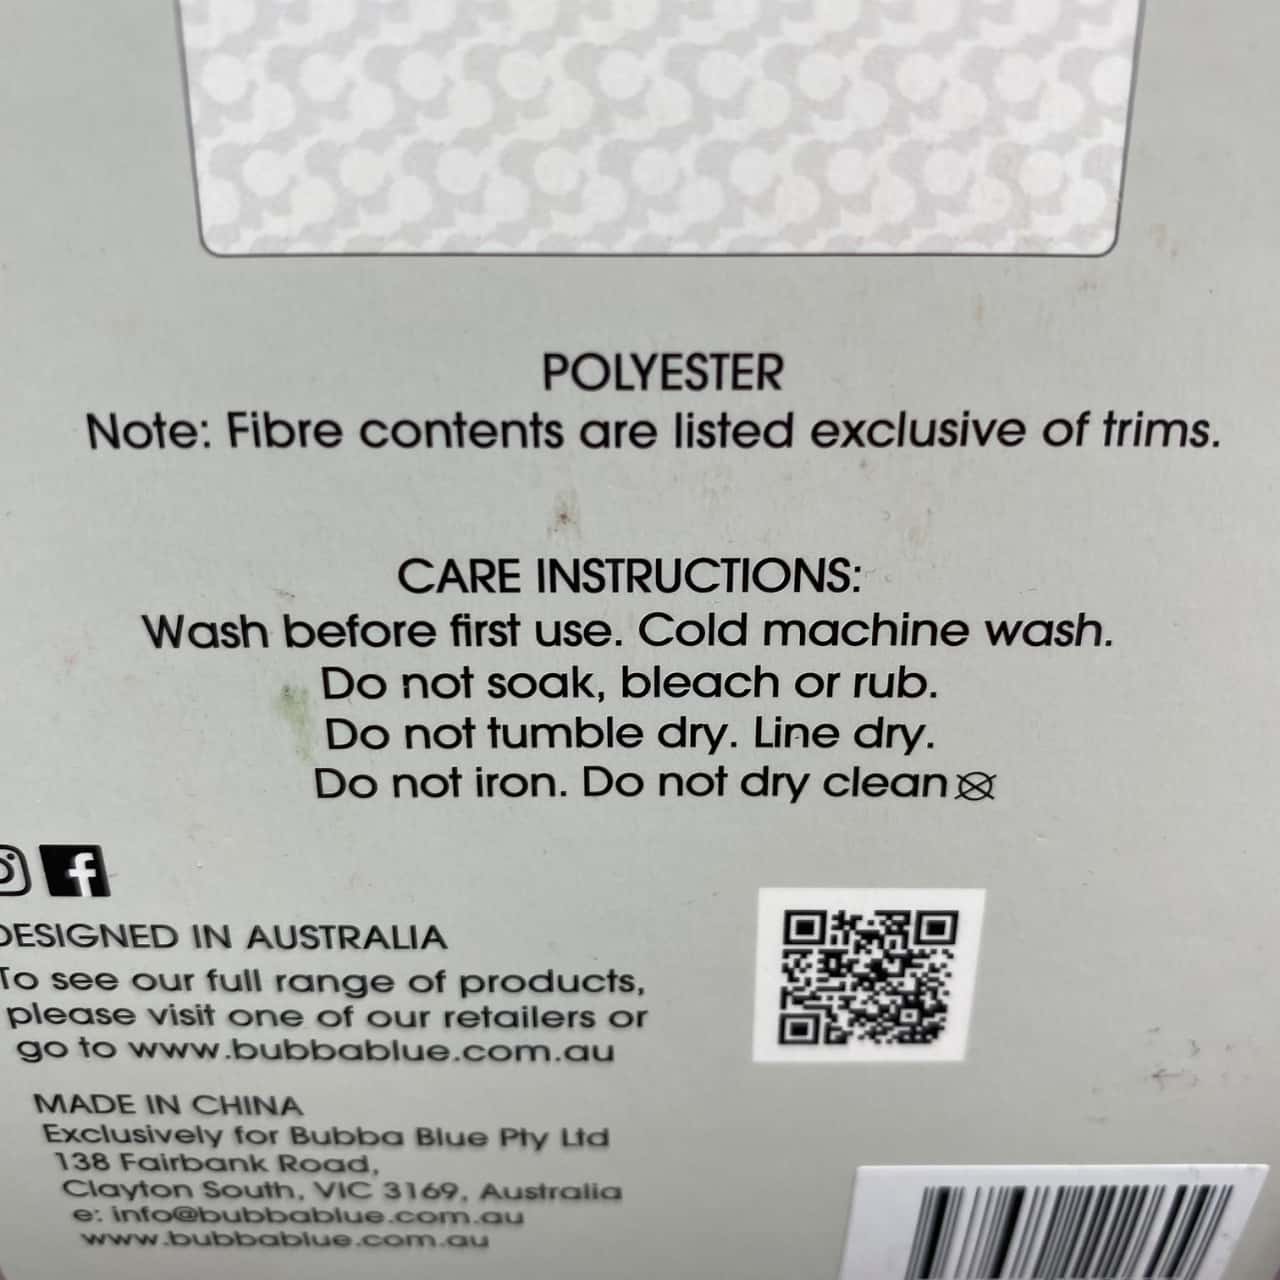 POLYESTER
Note: Fibre contents are listed exclusive of trims.
CARE INSTRUCTIONS:
Wash before first use. Cold machine wash.
Do not soak, bleach or rub.
Do not tumble dry. Line dry.
Do not iron. Do not dry clean
DESIGNED IN AUSTRALIA
To see our full range of products,
please visit one of our retailers or
go to www.bubbablue.com.au
MADE IN CHINA
Exclusively for Bubba Blue Pty Ltd
138 Fairbank Road,
Clayton South, VIC 3169, Australia
e: info@bubbablue.com.au
www.bubbablue.com.au